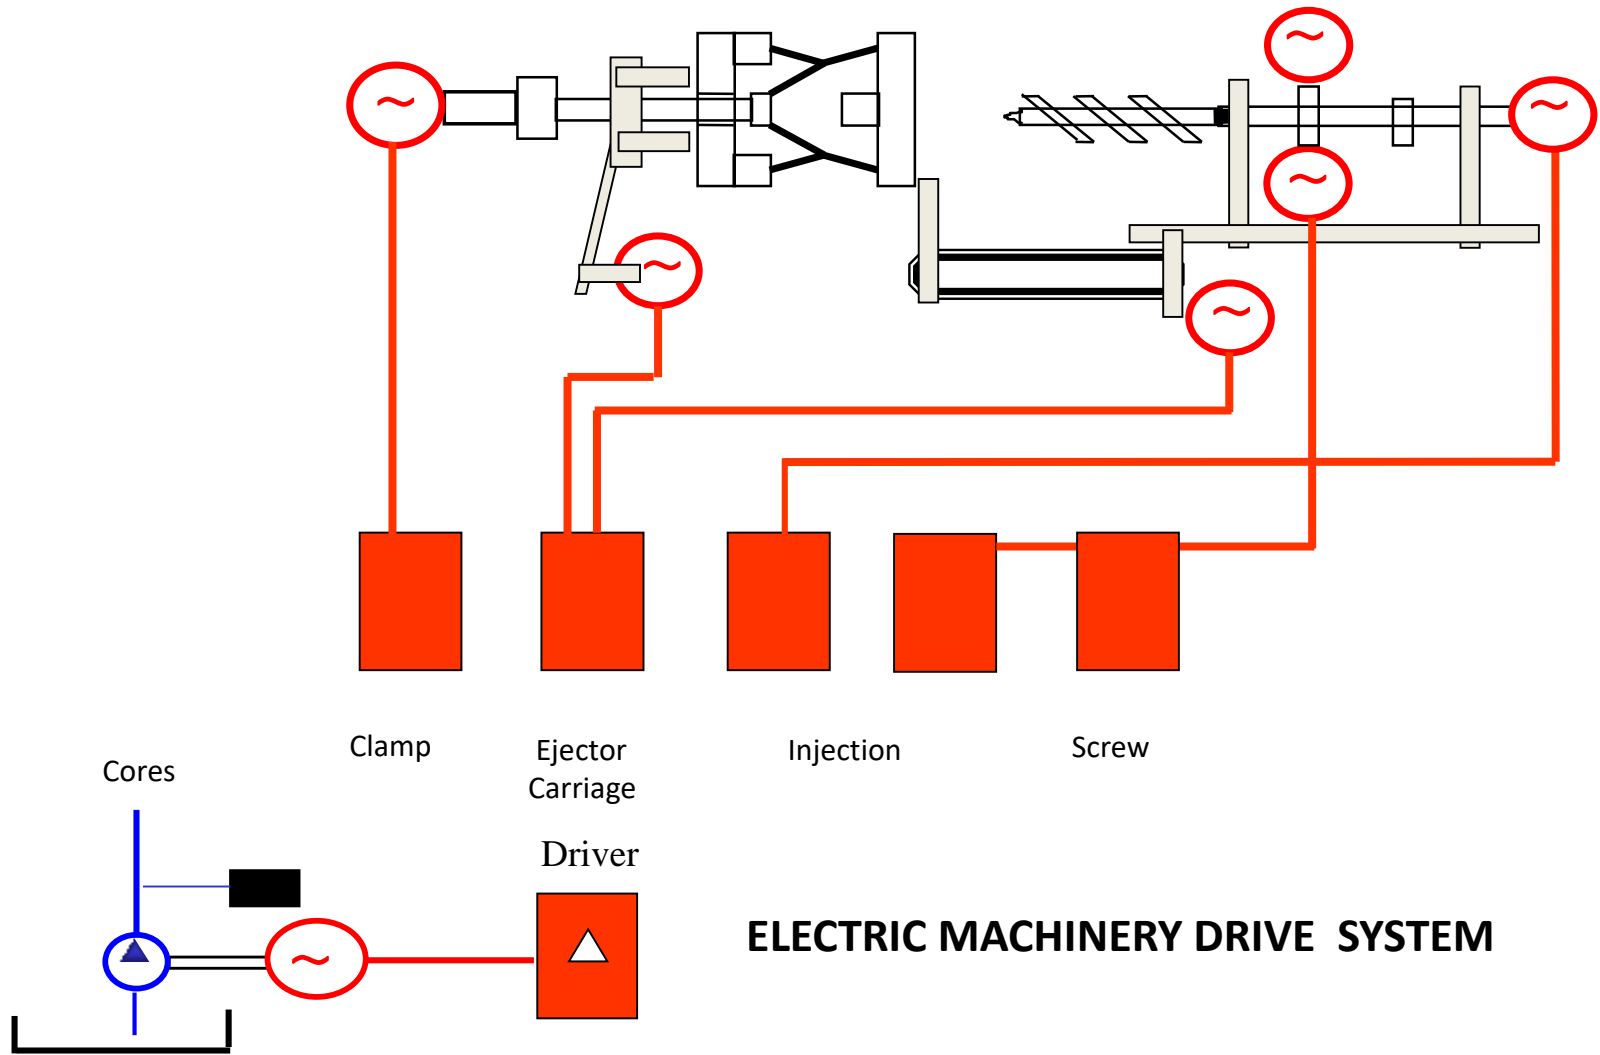 Clamp
Ejector
Carriage
Injection
Screw
Cores
Driver
ELECTRIC MACHINERY DRIVE SYSTEM